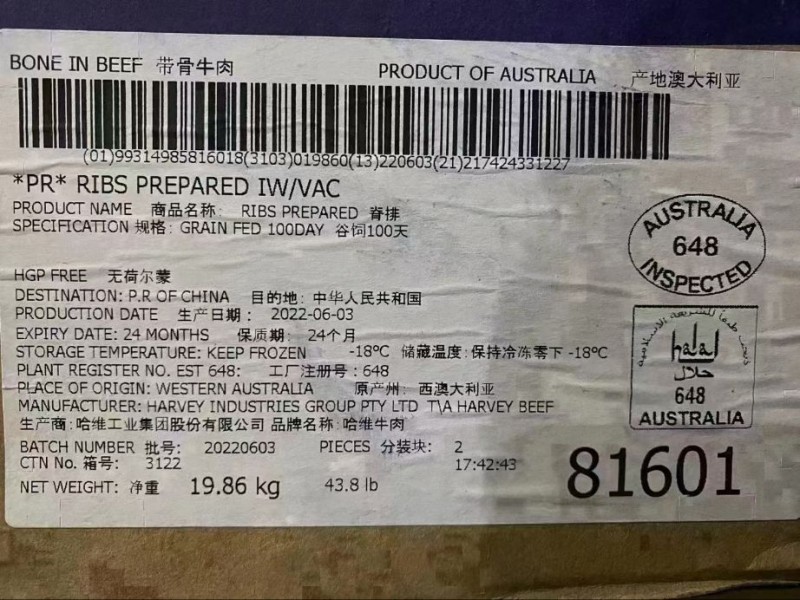 BONE IN BEEF 带骨牛肉 PRODUCT OF AUSTRALIA 产地澳大利亚
(01)99314985816018(3103)019860(13)220603(21)217424331227
*PR* RIBS PREPARED IW/VAC
PRODUCT NAME 商品名称: RIBS PREPARED 脊排
SPECIFICATION 规格: GRAIN FED 100DAY 谷饲100天
AUSTRALIA
648
INSPECTED
HGP FREE 无荷尔蒙
DESTINATION: P.R OF CHINA 目的地: 中华人民共和国
PRODUCTION DATE 生产日期: 2022-06-03
EXPIRY DATE: 24 MONTHS 保质期: 24个月
STORAGE TEMPERATURE: KEEP FROZEN -18°C 储藏温度:保持冷冻零下 -18°C
PLANT REGISTER NO. EST 648: 工厂注册号: 648
PLACE OF ORIGIN: WESTERN AUSTRALIA 原产州: 西澳大利亚
MANUFACTURER: HARVEY INDUSTRIES GROUP PTY LTD T\A HARVEY BEEF
生产商:哈维工业集团股份有限公司 品牌名称:哈维牛肉
halal
حلال
648
AUSTRALIA
BATCH NUMBER 批号: 20220603 PIECES 分装块: 2
CTN No. 箱号: 3122 17:42:43
NET WEIGHT: 净重 19.86 kg 43.8 lb
81601